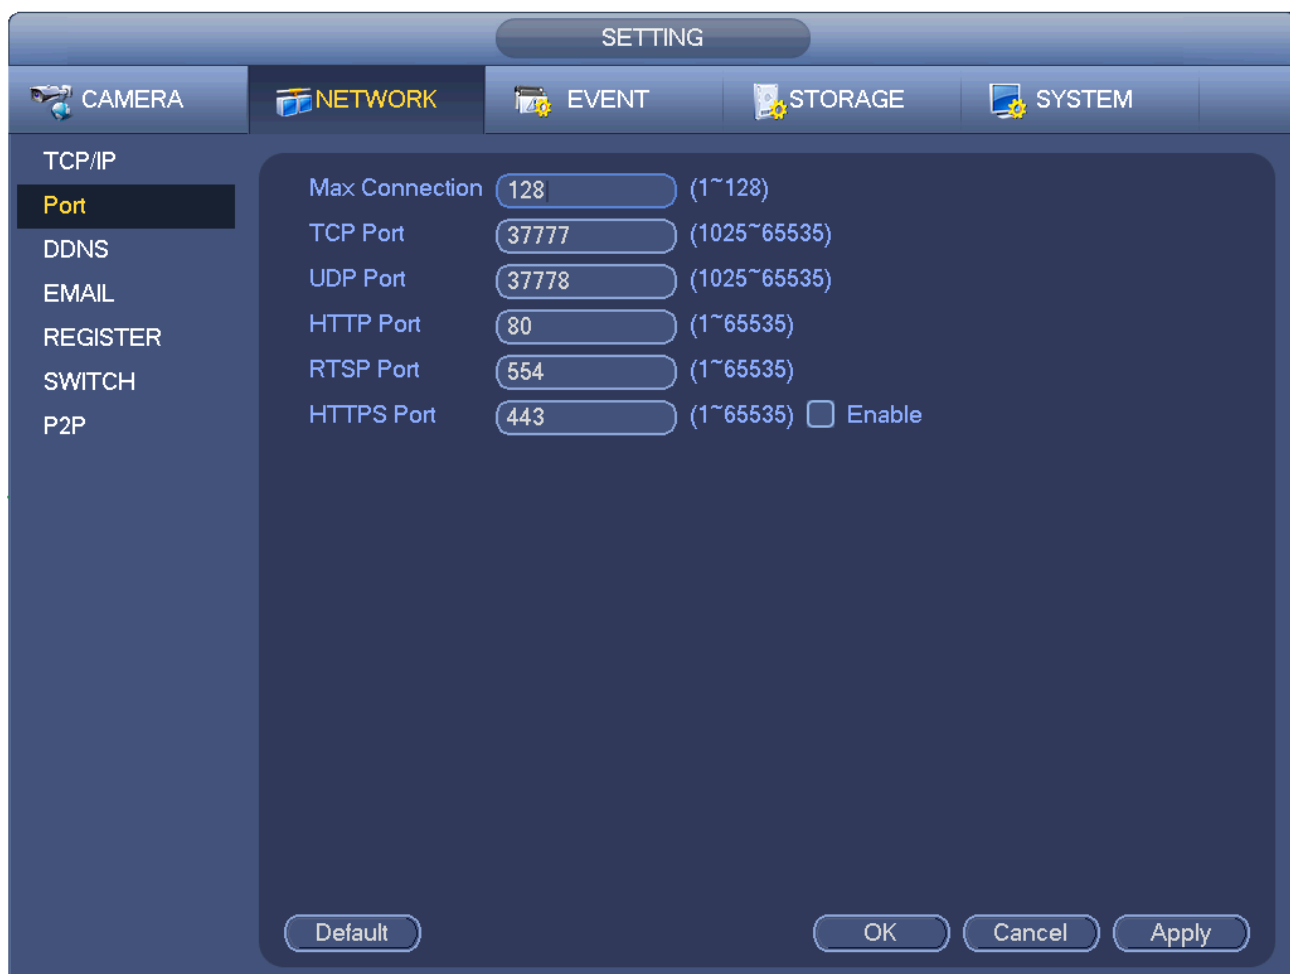 SETTING
CAMERA NETWORK EVENT STORAGE SYSTEM
TCP/IP
Port
DDNS
EMAIL
REGISTER
SWITCH
P2P
Max Connection 128 (1~128)
TCP Port 37777 (1025~65535)
UDP Port 37778 (1025~65535)
HTTP Port 80 (1~65535)
RTSP Port 554 (1~65535)
HTTPS Port 443 (1~65535) Enable
Default OK Cancel Apply